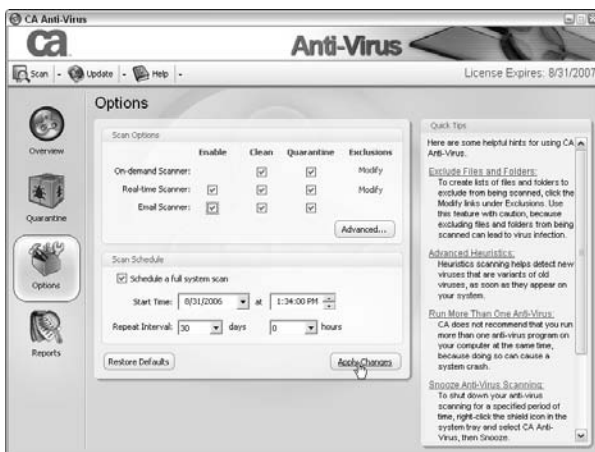 CA Anti-Virus
ca
Anti-Virus
Scan
Update
Help
License Expires: 8/31/2007
Overview
Quarantine
Options
Reports
Options
Scan Options
Enable Clean Quarantine Exclusions
On-demand Scanner: Modify
Real-time Scanner: Modify
Email Scanner:
Advanced...
Scan Schedule
Schedule a full system scan
Start Time: 8/31/2006 at 1:34:00 PM
Repeat Interval: 30 days 0 hours
Restore Defaults
Apply Changes
Quick Tips
Here are some helpful hints for using CA
Anti-Virus.
Exclude Files and Folders:
To create lists of files and folders to
exclude from being scanned, click the
Modify links under Exclusions. Use
this feature with caution, because
excluding files and folders from being
scanned can lead to virus infection.
Advanced Heuristics:
Heuristics scanning helps detect new
viruses that are variants of old
viruses, as soon as they appear on
your system.
Run More Than One Anti-Virus:
CA does not recommend that you run
more than one anti-virus program on
your computer at the same time,
because doing so can cause a
system crash.
Snooze Anti-Virus Scanning:
To shut down your anti-virus
scanning for a specified period of
time, right-click the shield icon in the
system tray and select CA Anti-
Virus, then Snooze.